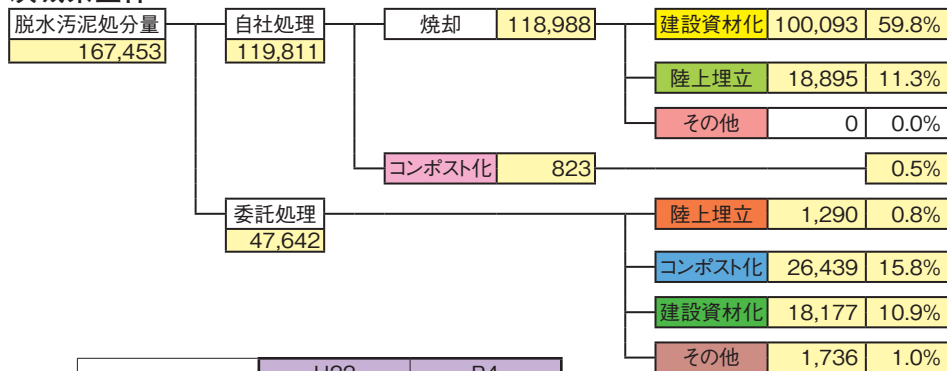 脱水汚泥処分量 自社処理 焼却 118,988 建設資材化 100,093 59.8%
167,453 119,811
陸上埋立 18,895 11.3%
その他 0 0.0%
コンポスト化 823 0.5%
委託処理 陸上埋立 1,290 0.8%
47,642
コンポスト化 26,439 15.8%
建設資材化 18,177 10.9%
その他 1,736 1.0%